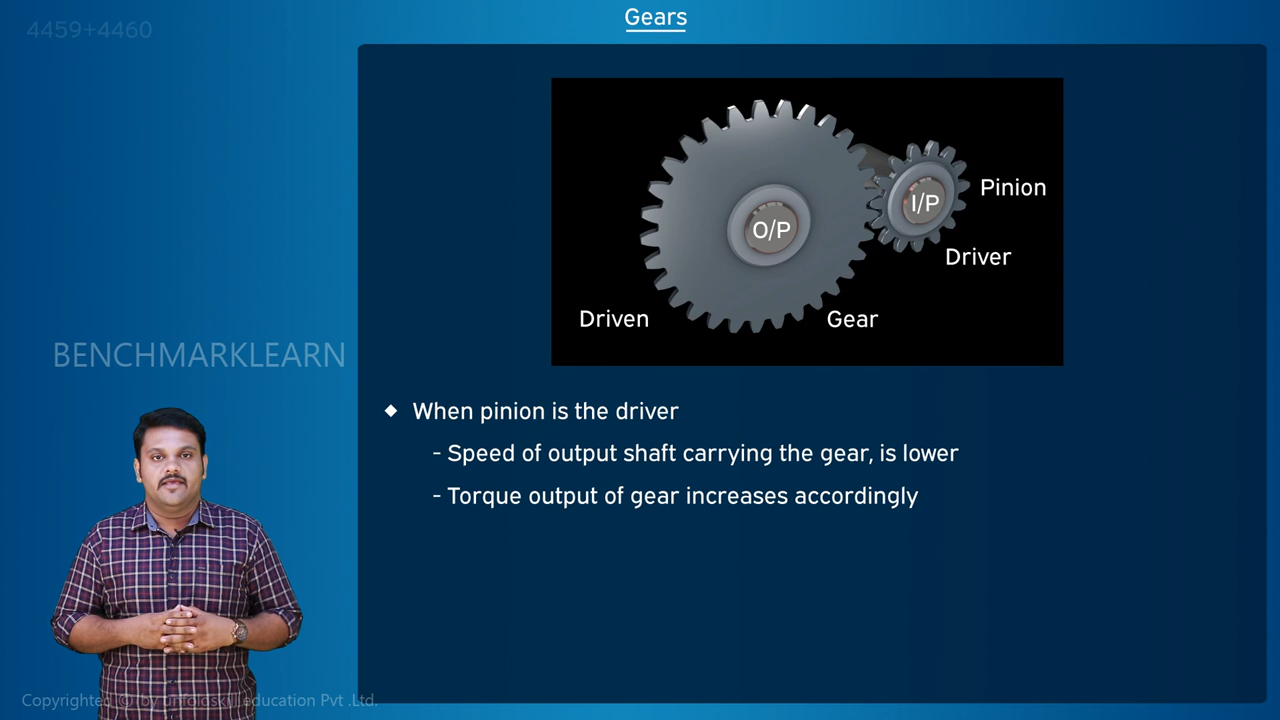 4459+4460
Gears
O/P
I/P
Pinion
Driver
Driven
Gear
BENCHMARKLEARN
◆ When pinion is the driver
- Speed of output shaft carrying the gear, is lower
- Torque output of gear increases accordingly
Copyrighted © by unfoldskill education Pvt .Ltd.